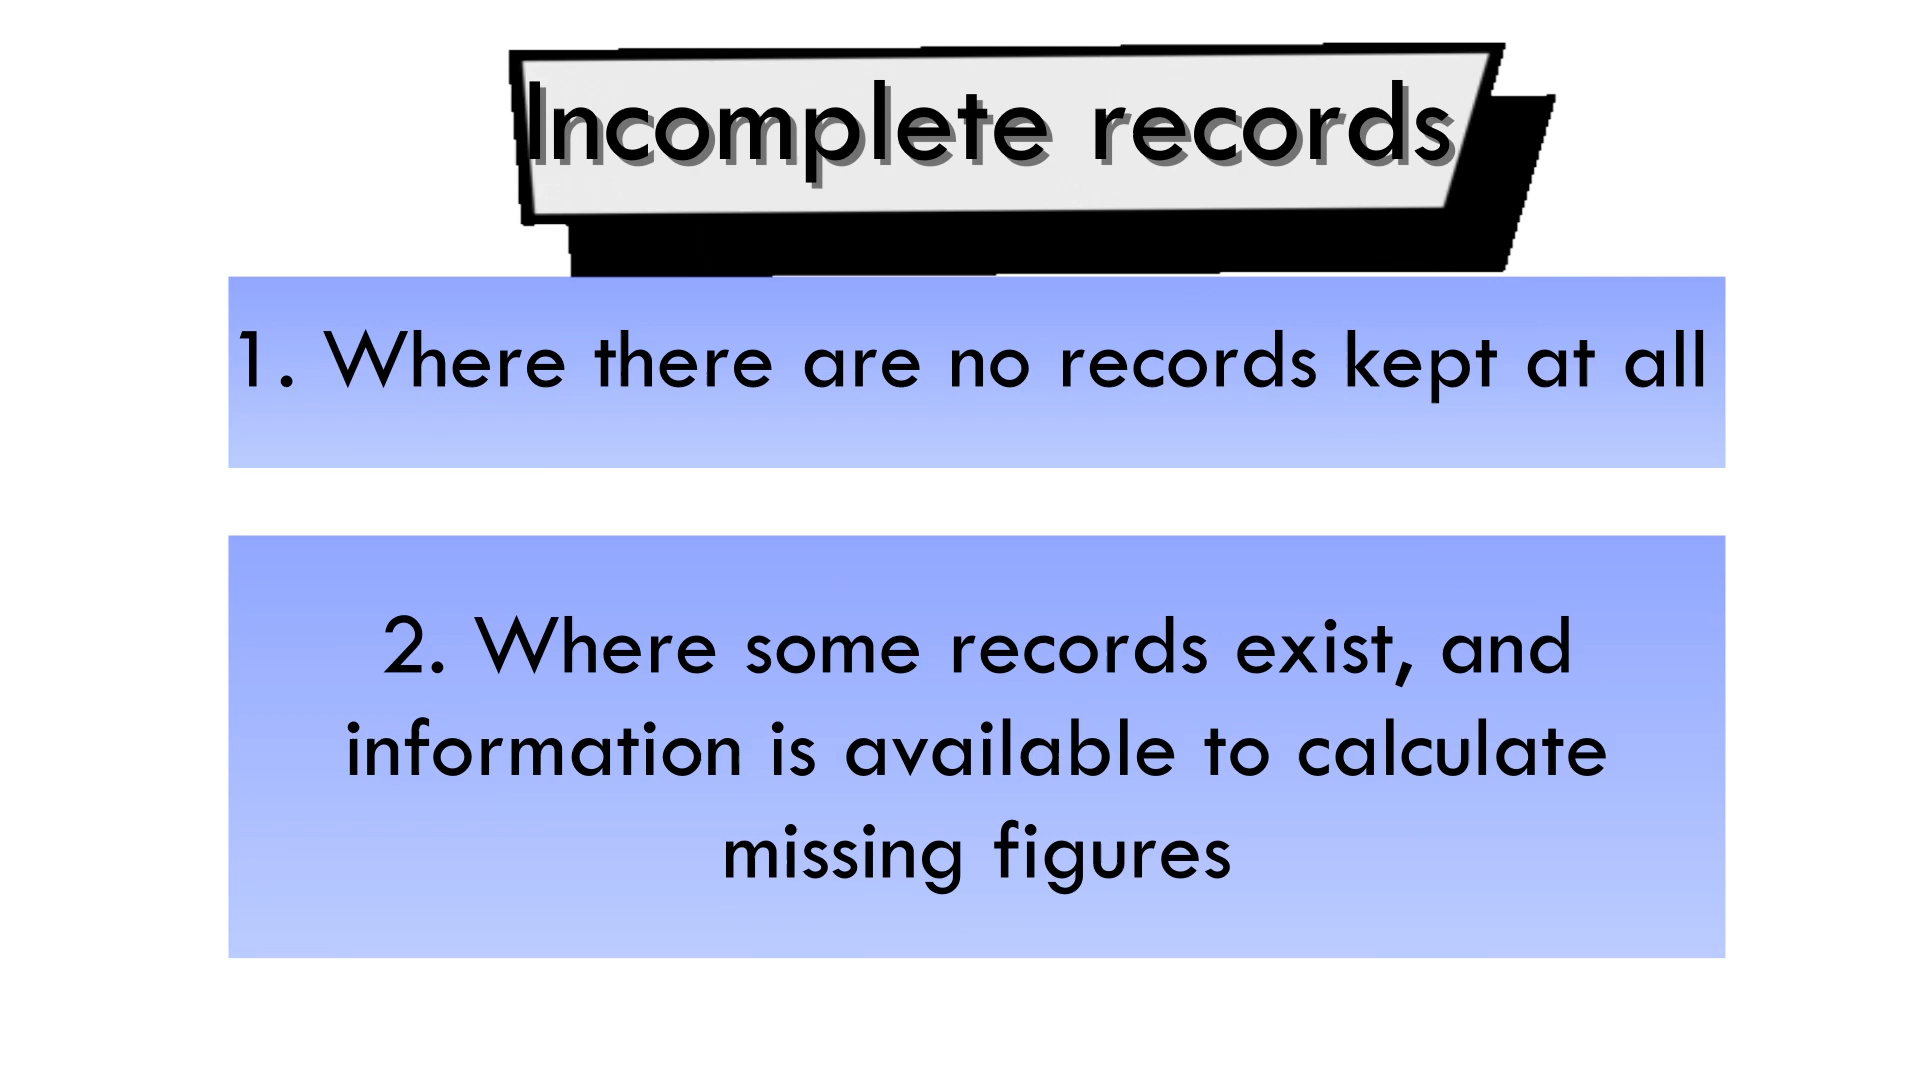 Incomplete records
1. Where there are no records kept at all
2. Where some records exist, and
information is available to calculate
missing figures